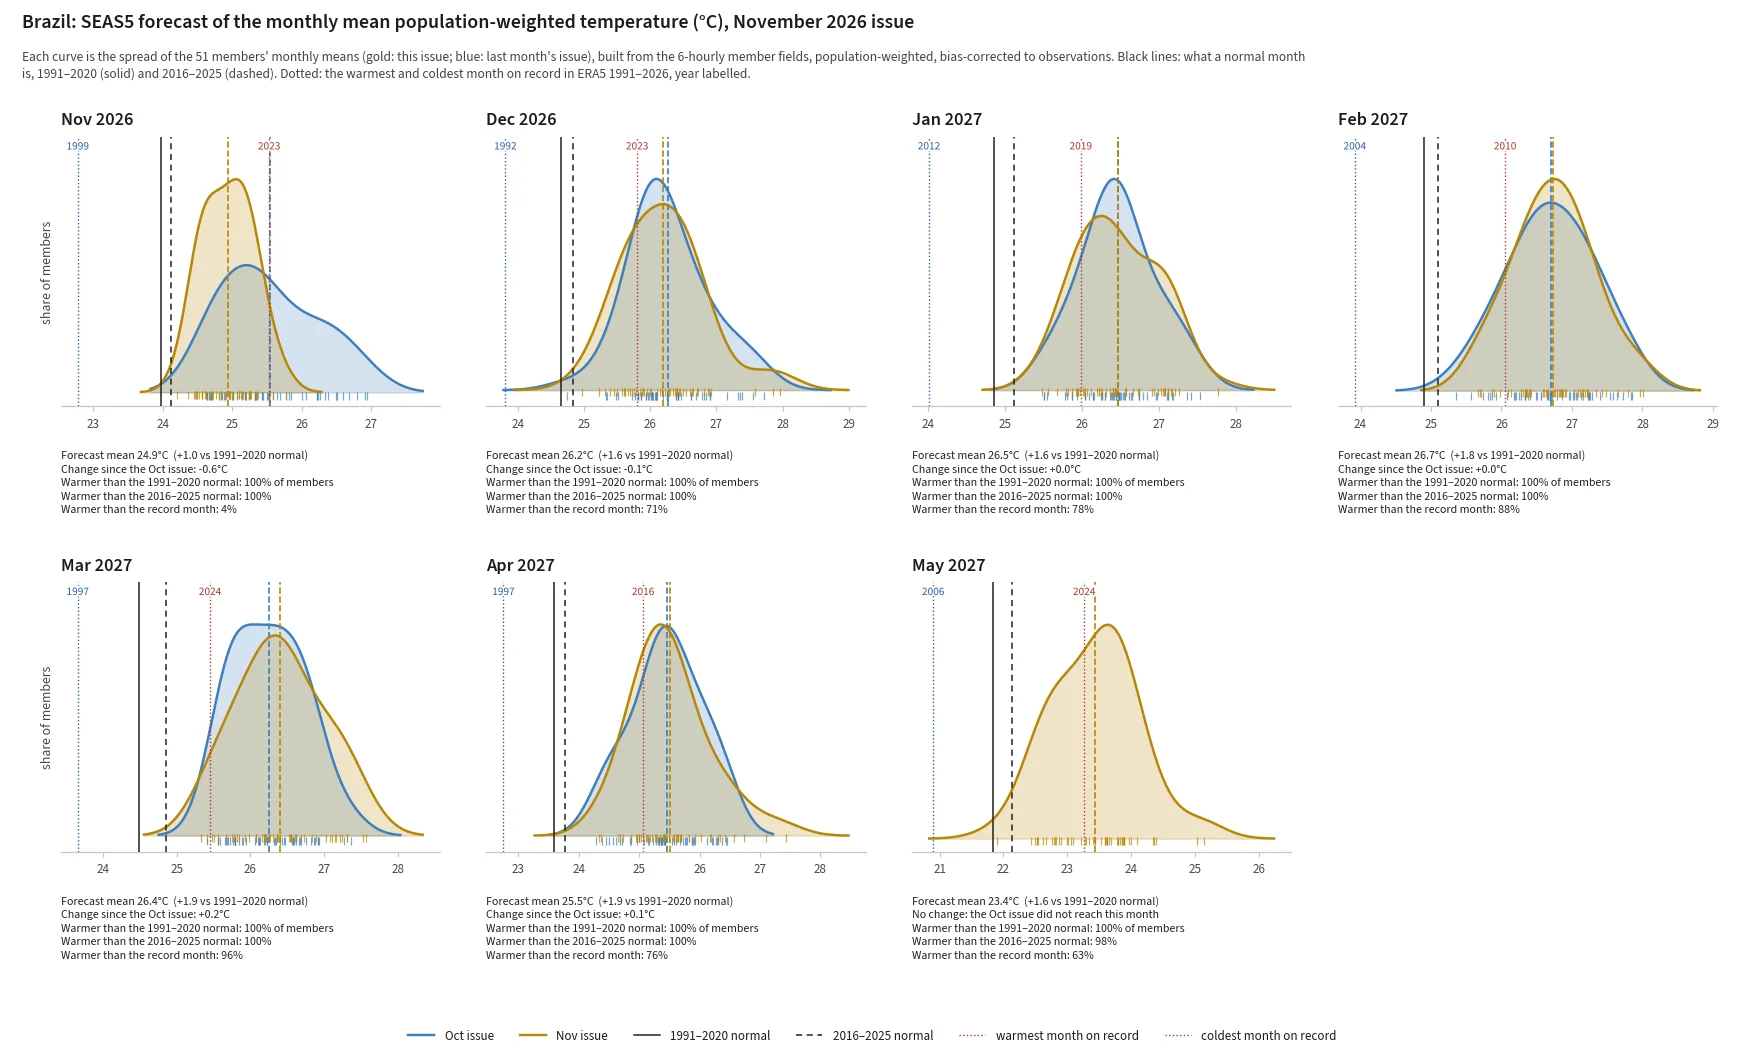 Brazil: SEAS5 forecast of the monthly mean population-weighted temperature (°C), November 2026 issue
Each curve is the spread of the 51 members' monthly means (gold: this issue; blue: last month's issue), built from the 6-hourly member fields, population-weighted, bias-corrected to observations. Black lines: what a normal month
is, 1991–2020 (solid) and 2016–2025 (dashed). Dotted: the warmest and coldest month on record in ERA5 1991–2026, year labelled.
Nov 2026
1999
2023
share of members
23 24 25 26 27
Forecast mean 24.9°C (+1.0 vs 1991–2020 normal)
Change since the Oct issue: -0.6°C
Warmer than the 1991–2020 normal: 100% of members
Warmer than the 2016–2025 normal: 100%
Warmer than the record month: 4%
Dec 2026
1992
2023
24 25 26 27 28 29
Forecast mean 26.2°C (+1.6 vs 1991–2020 normal)
Change since the Oct issue: -0.1°C
Warmer than the 1991–2020 normal: 100% of members
Warmer than the 2016–2025 normal: 100%
Warmer than the record month: 71%
Jan 2027
2012
2019
24 25 26 27 28
Forecast mean 26.5°C (+1.6 vs 1991–2020 normal)
Change since the Oct issue: +0.0°C
Warmer than the 1991–2020 normal: 100% of members
Warmer than the 2016–2025 normal: 100%
Warmer than the record month: 78%
Feb 2027
2004
2010
24 25 26 27 28 29
Forecast mean 26.7°C (+1.8 vs 1991–2020 normal)
Change since the Oct issue: +0.0°C
Warmer than the 1991–2020 normal: 100% of members
Warmer than the 2016–2025 normal: 100%
Warmer than the record month: 88%
Mar 2027
1997
2024
share of members
24 25 26 27 28
Forecast mean 26.4°C (+1.9 vs 1991–2020 normal)
Change since the Oct issue: +0.2°C
Warmer than the 1991–2020 normal: 100% of members
Warmer than the 2016–2025 normal: 100%
Warmer than the record month: 96%
Apr 2027
1997
2016
23 24 25 26 27 28
Forecast mean 25.5°C (+1.9 vs 1991–2020 normal)
Change since the Oct issue: +0.1°C
Warmer than the 1991–2020 normal: 100% of members
Warmer than the 2016–2025 normal: 100%
Warmer than the record month: 76%
May 2027
2006
2024
21 22 23 24 25 26
Forecast mean 23.4°C (+1.6 vs 1991–2020 normal)
No change: the Oct issue did not reach this month
Warmer than the 1991–2020 normal: 100% of members
Warmer than the 2016–2025 normal: 98%
Warmer than the record month: 63%
Oct issue Nov issue 1991–2020 normal 2016–2025 normal warmest month on record coldest month on record